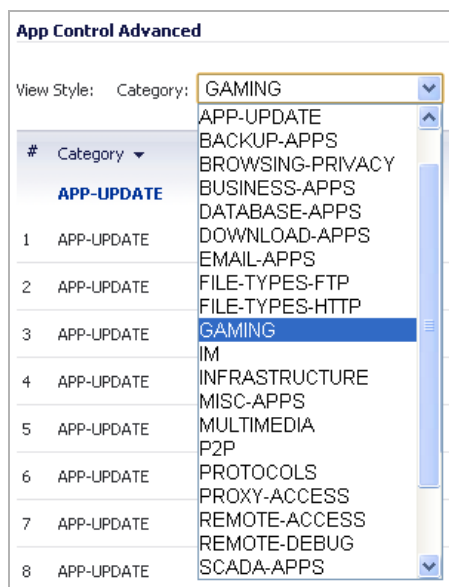 App Control Advanced
View Style: Category: GAMING
APP-UPDATE
BACKUP-APPS
BROWSING-PRIVACY
BUSINESS-APPS
DATABASE-APPS
DOWNLOAD-APPS
EMAIL-APPS
FILE-TYPES-FTP
FILE-TYPES-HTTP
GAMING
IM
INFRASTRUCTURE
MISC-APPS
MULTIMEDIA
P2P
PROTOCOLS
PROXY-ACCESS
REMOTE-ACCESS
REMOTE-DEBUG
SCADA-APPS
# Category
APP-UPDATE
1 APP-UPDATE
2 APP-UPDATE
3 APP-UPDATE
4 APP-UPDATE
5 APP-UPDATE
6 APP-UPDATE
7 APP-UPDATE
8 APP-UPDATE